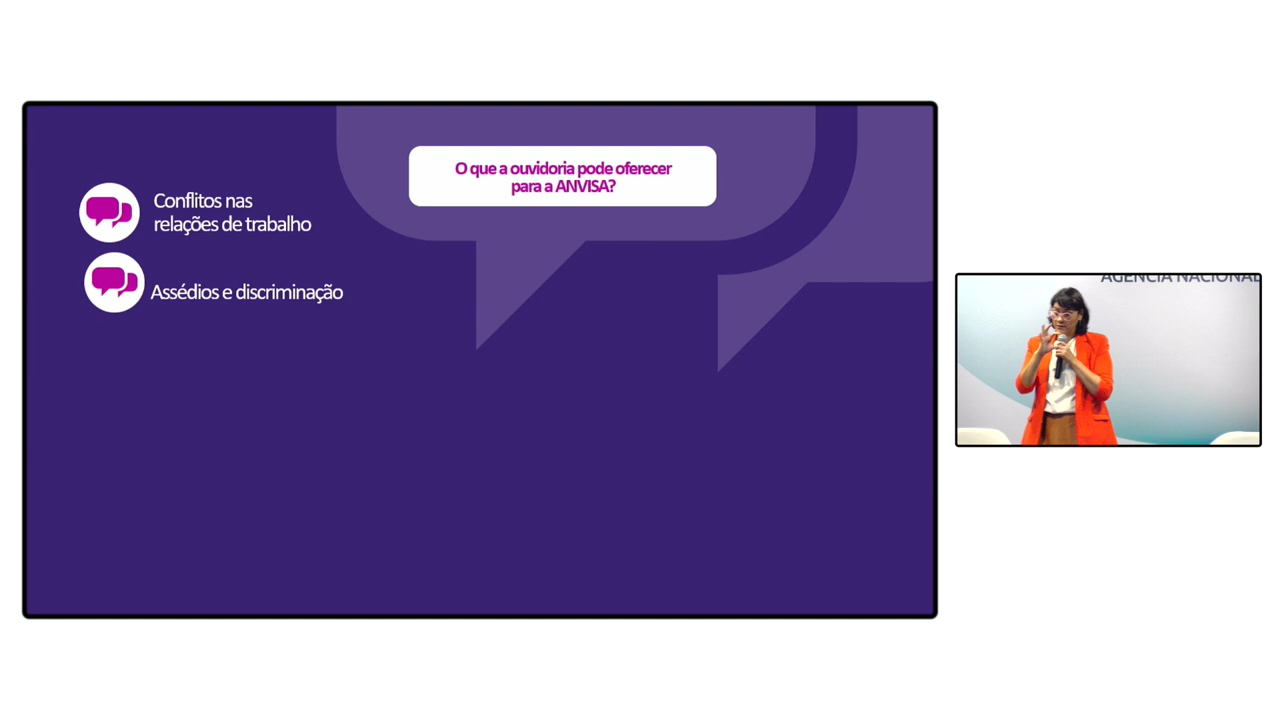 O que a ouvidoria pode oferecer
para a ANVISA?
Conflitos nas
relações de trabalho
Assédios e discriminação
AGÊNCIA NACIONAL